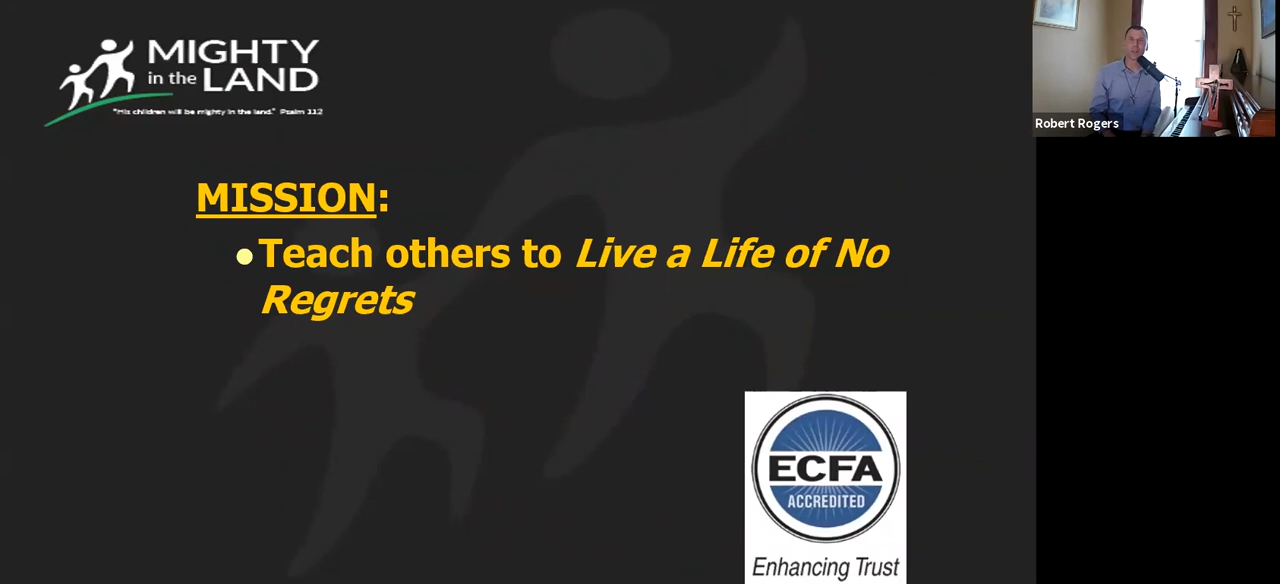 MIGHTY
in the LAND
"His children will be mighty in the land." Psalm 112
Robert Rogers
MISSION:
Teach others to Live a Life of No
Regrets
ECFA
ACCREDITED
Enhancing Trust